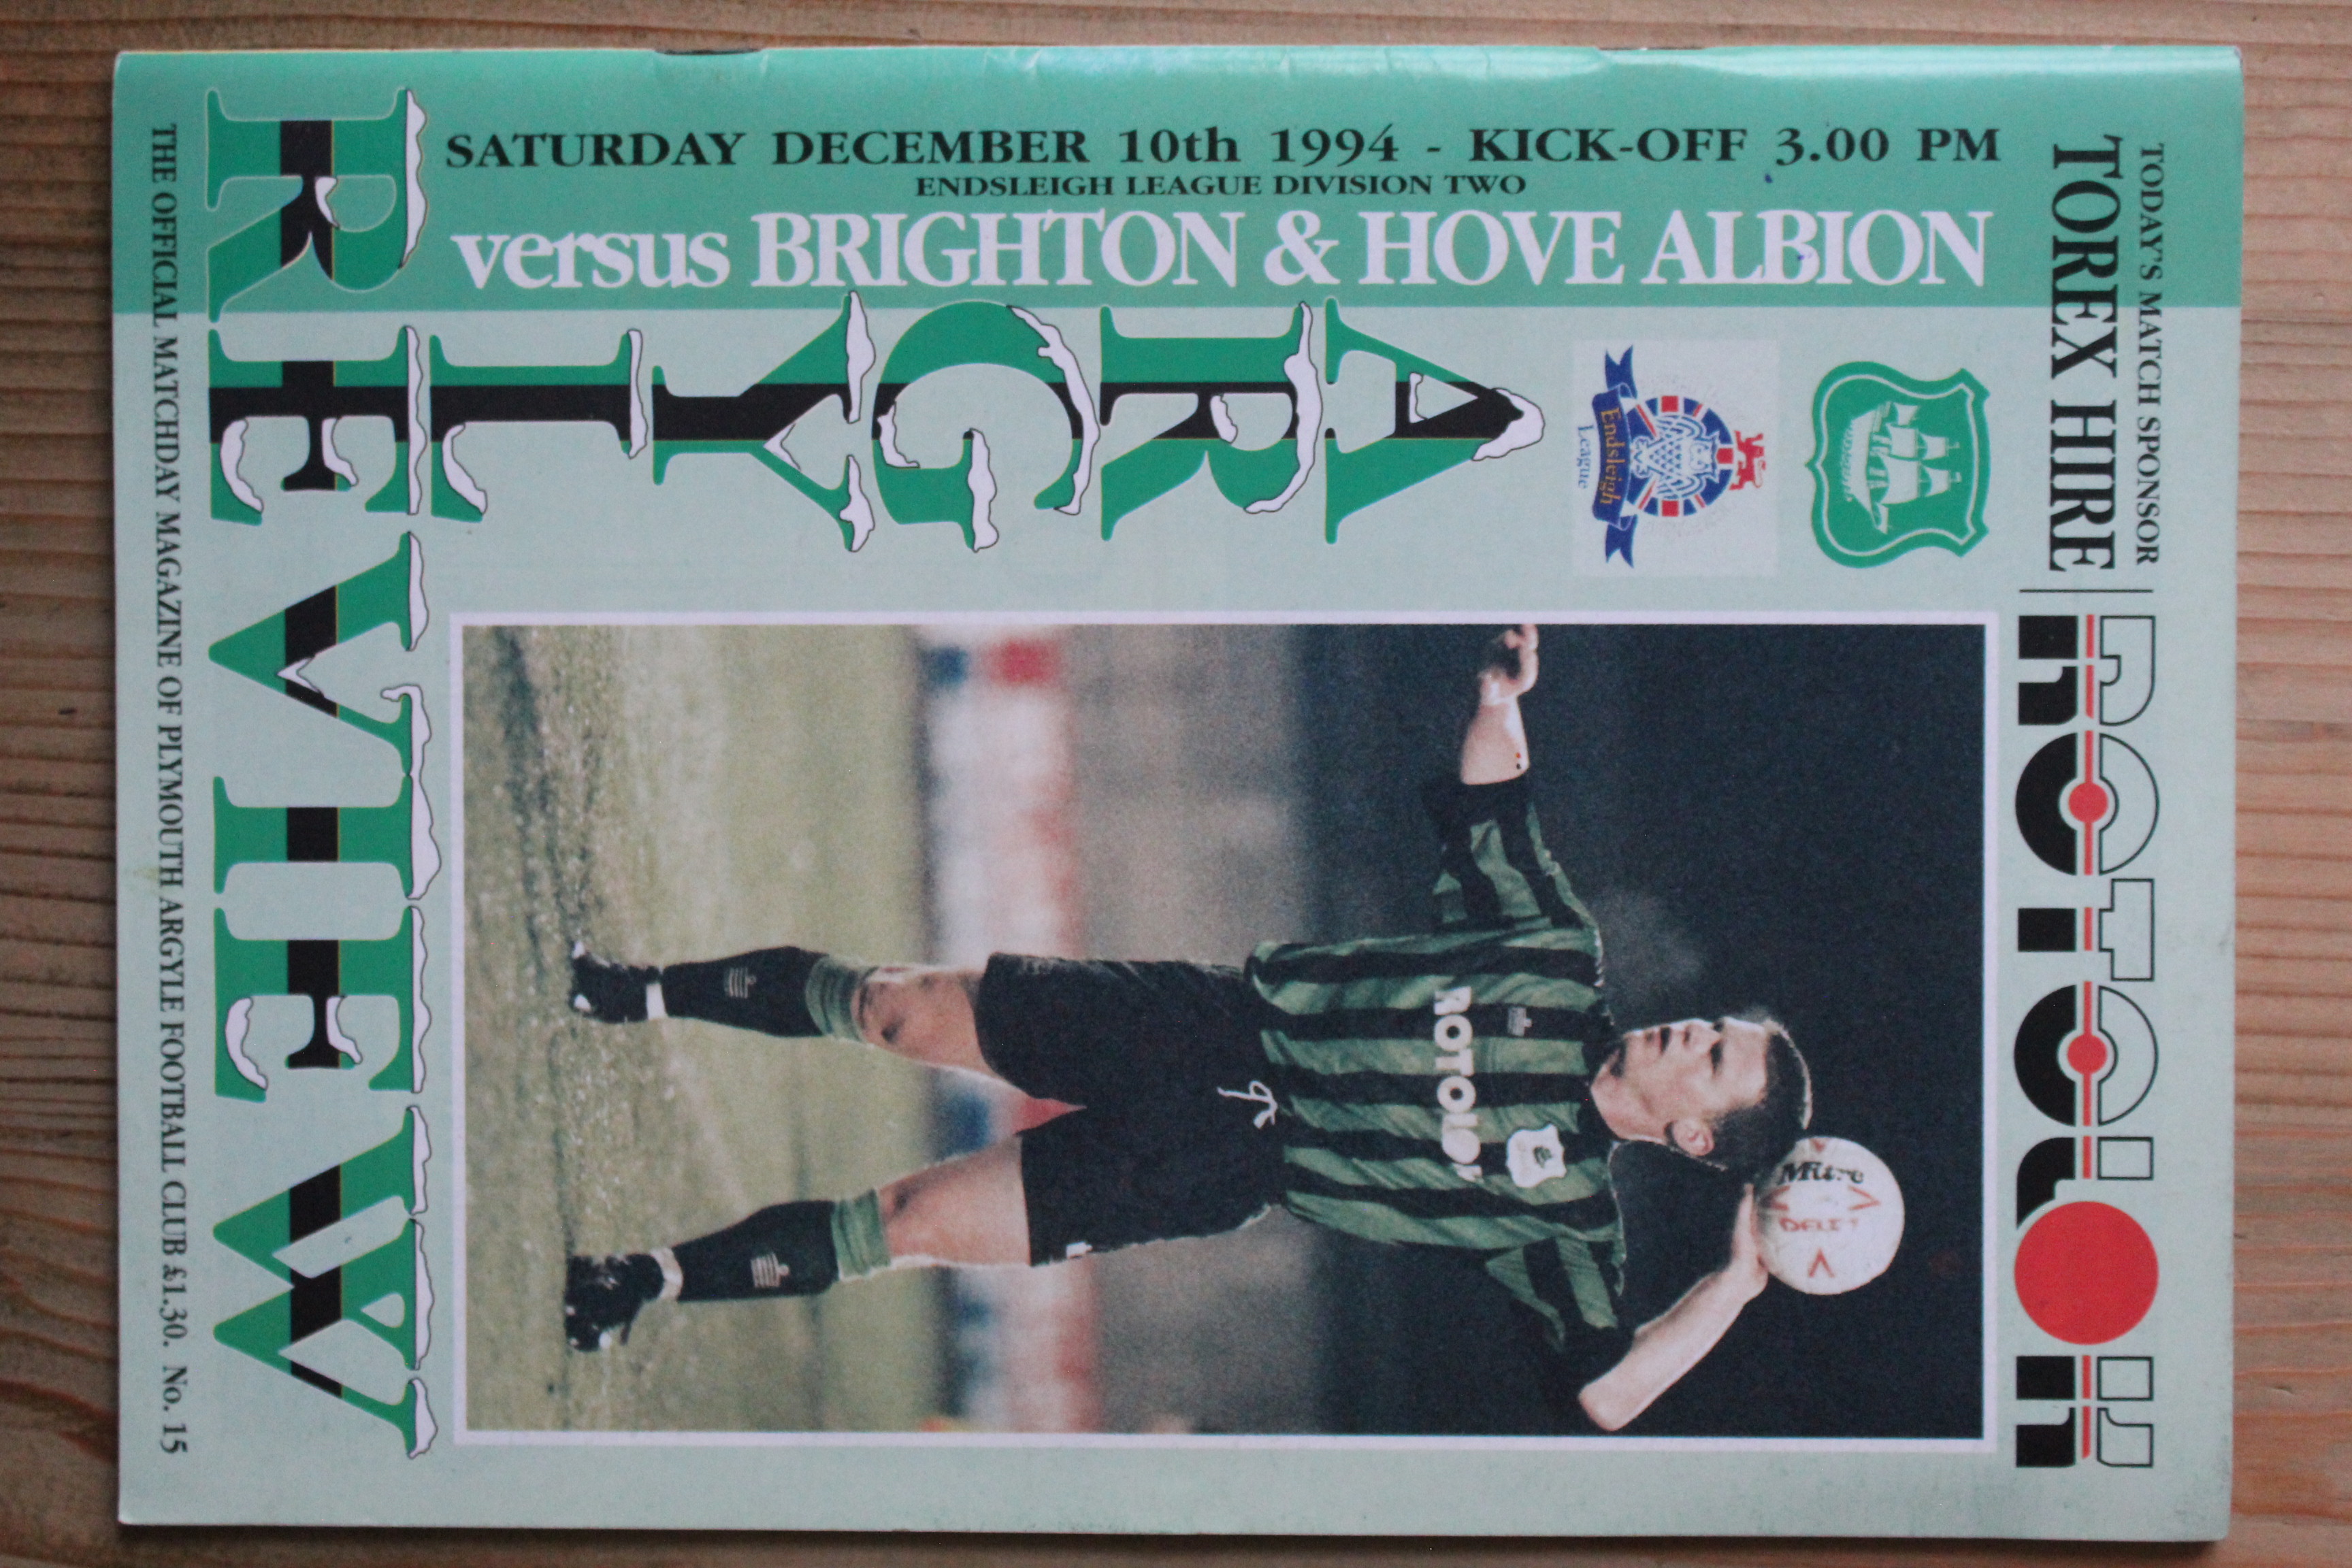 TODAY'S MATCH SPONSOR
TOREX HIRE
rotolok
ARGYLE
REVIEW
Endsleigh
League
SATURDAY DECEMBER 10th 1994 - KICK-OFF 3.00 PM
ENDSLEIGH LEAGUE DIVISION TWO
versus BRIGHTON & HOVE ALBION
Mitre
DELTA
THE OFFICIAL MATCHDAY MAGAZINE OF PLYMOUTH ARGYLE FOOTBALL CLUB £1.30. No. 15